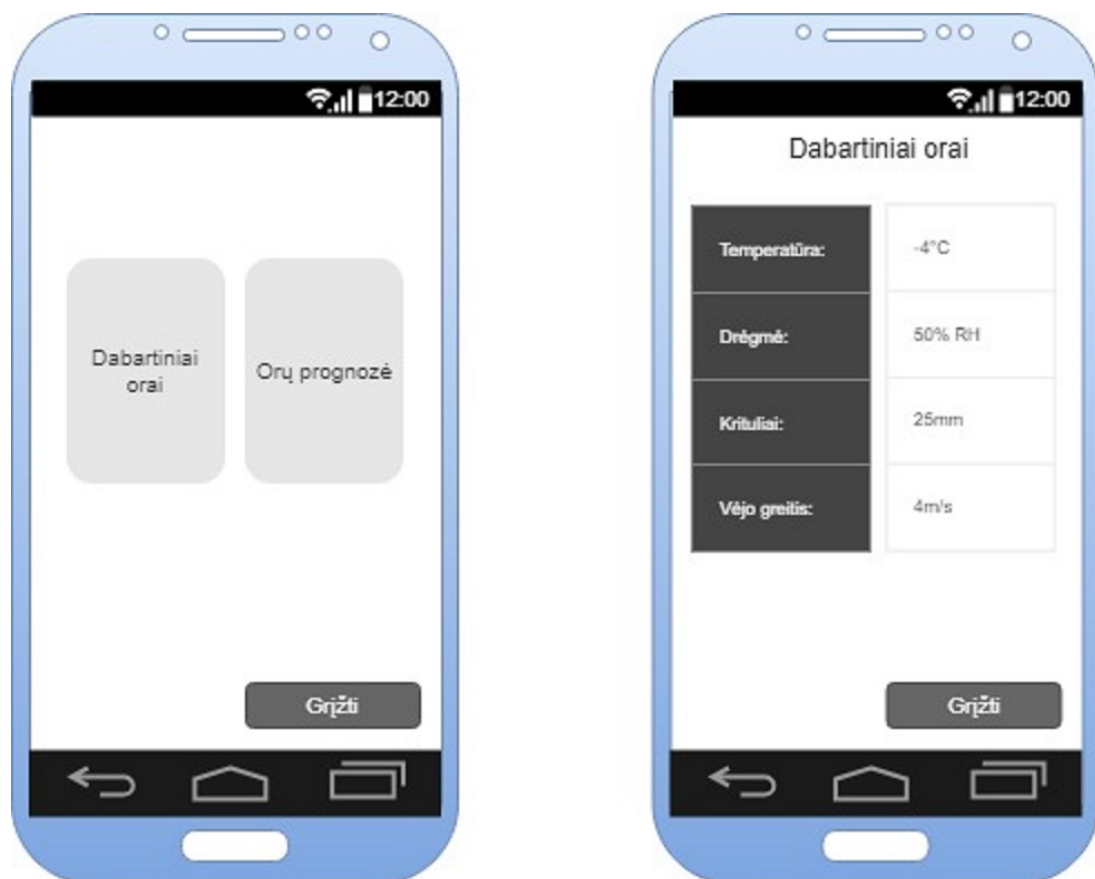 12:00
Dabartiniai
orai
Orų prognozė
Grįžti
12:00
Dabartiniai orai
Temperatūra:
-4°C
Drėgmė:
50% RH
Krituliai:
25mm
Vėjo greitis:
4m/s
Grįžti